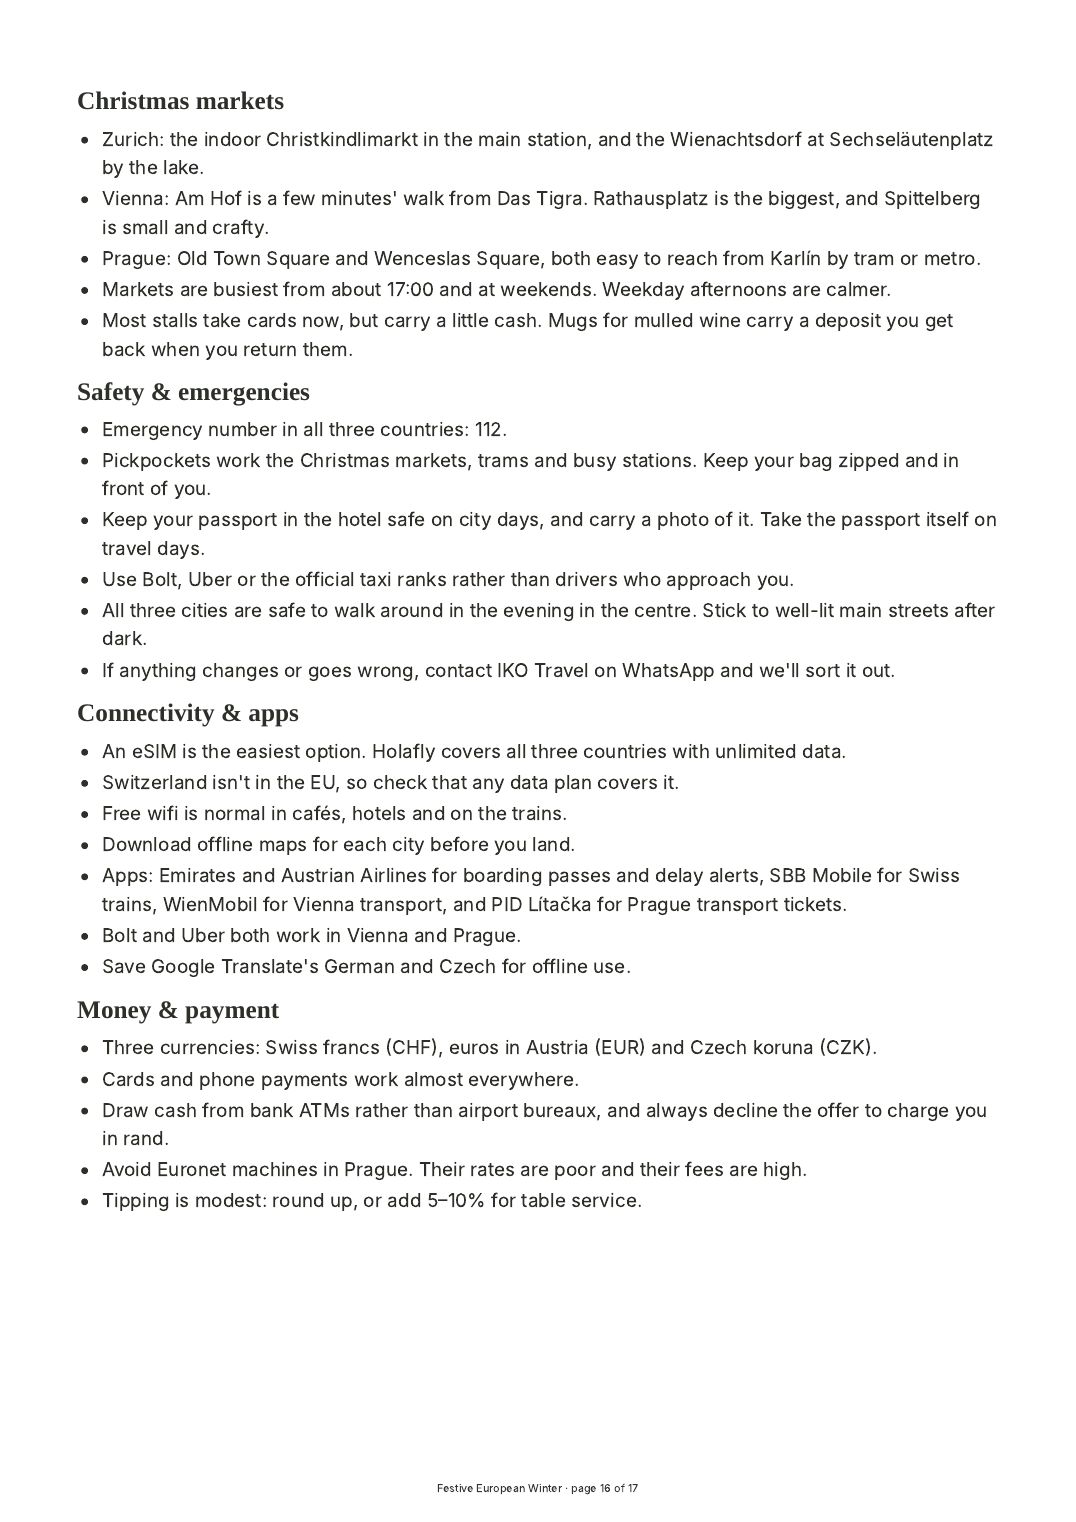 Christmas markets
• Zurich: the indoor Christkindlimarkt in the main station, and the Wienachtsdorf at Sechseläutenplatz
by the lake.
• Vienna: Am Hof is a few minutes' walk from Das Tigra. Rathausplatz is the biggest, and Spittelberg
is small and crafty.
• Prague: Old Town Square and Wenceslas Square, both easy to reach from Karlín by tram or metro.
• Markets are busiest from about 17:00 and at weekends. Weekday afternoons are calmer.
• Most stalls take cards now, but carry a little cash. Mugs for mulled wine carry a deposit you get
back when you return them.
Safety & emergencies
• Emergency number in all three countries: 112.
• Pickpockets work the Christmas markets, trams and busy stations. Keep your bag zipped and in
front of you.
• Keep your passport in the hotel safe on city days, and carry a photo of it. Take the passport itself on
travel days.
• Use Bolt, Uber or the official taxi ranks rather than drivers who approach you.
• All three cities are safe to walk around in the evening in the centre. Stick to well-lit main streets after
dark.
• If anything changes or goes wrong, contact IKO Travel on WhatsApp and we'll sort it out.
Connectivity & apps
• An eSIM is the easiest option. Holafly covers all three countries with unlimited data.
• Switzerland isn't in the EU, so check that any data plan covers it.
• Free wifi is normal in cafés, hotels and on the trains.
• Download offline maps for each city before you land.
• Apps: Emirates and Austrian Airlines for boarding passes and delay alerts, SBB Mobile for Swiss
trains, WienMobil for Vienna transport, and PID Lítačka for Prague transport tickets.
• Bolt and Uber both work in Vienna and Prague.
• Save Google Translate's German and Czech for offline use.
Money & payment
• Three currencies: Swiss francs (CHF), euros in Austria (EUR) and Czech koruna (CZK).
• Cards and phone payments work almost everywhere.
• Draw cash from bank ATMs rather than airport bureaux, and always decline the offer to charge you
in rand.
• Avoid Euronet machines in Prague. Their rates are poor and their fees are high.
• Tipping is modest: round up, or add 5–10% for table service.
Festive European Winter · page 16 of 17